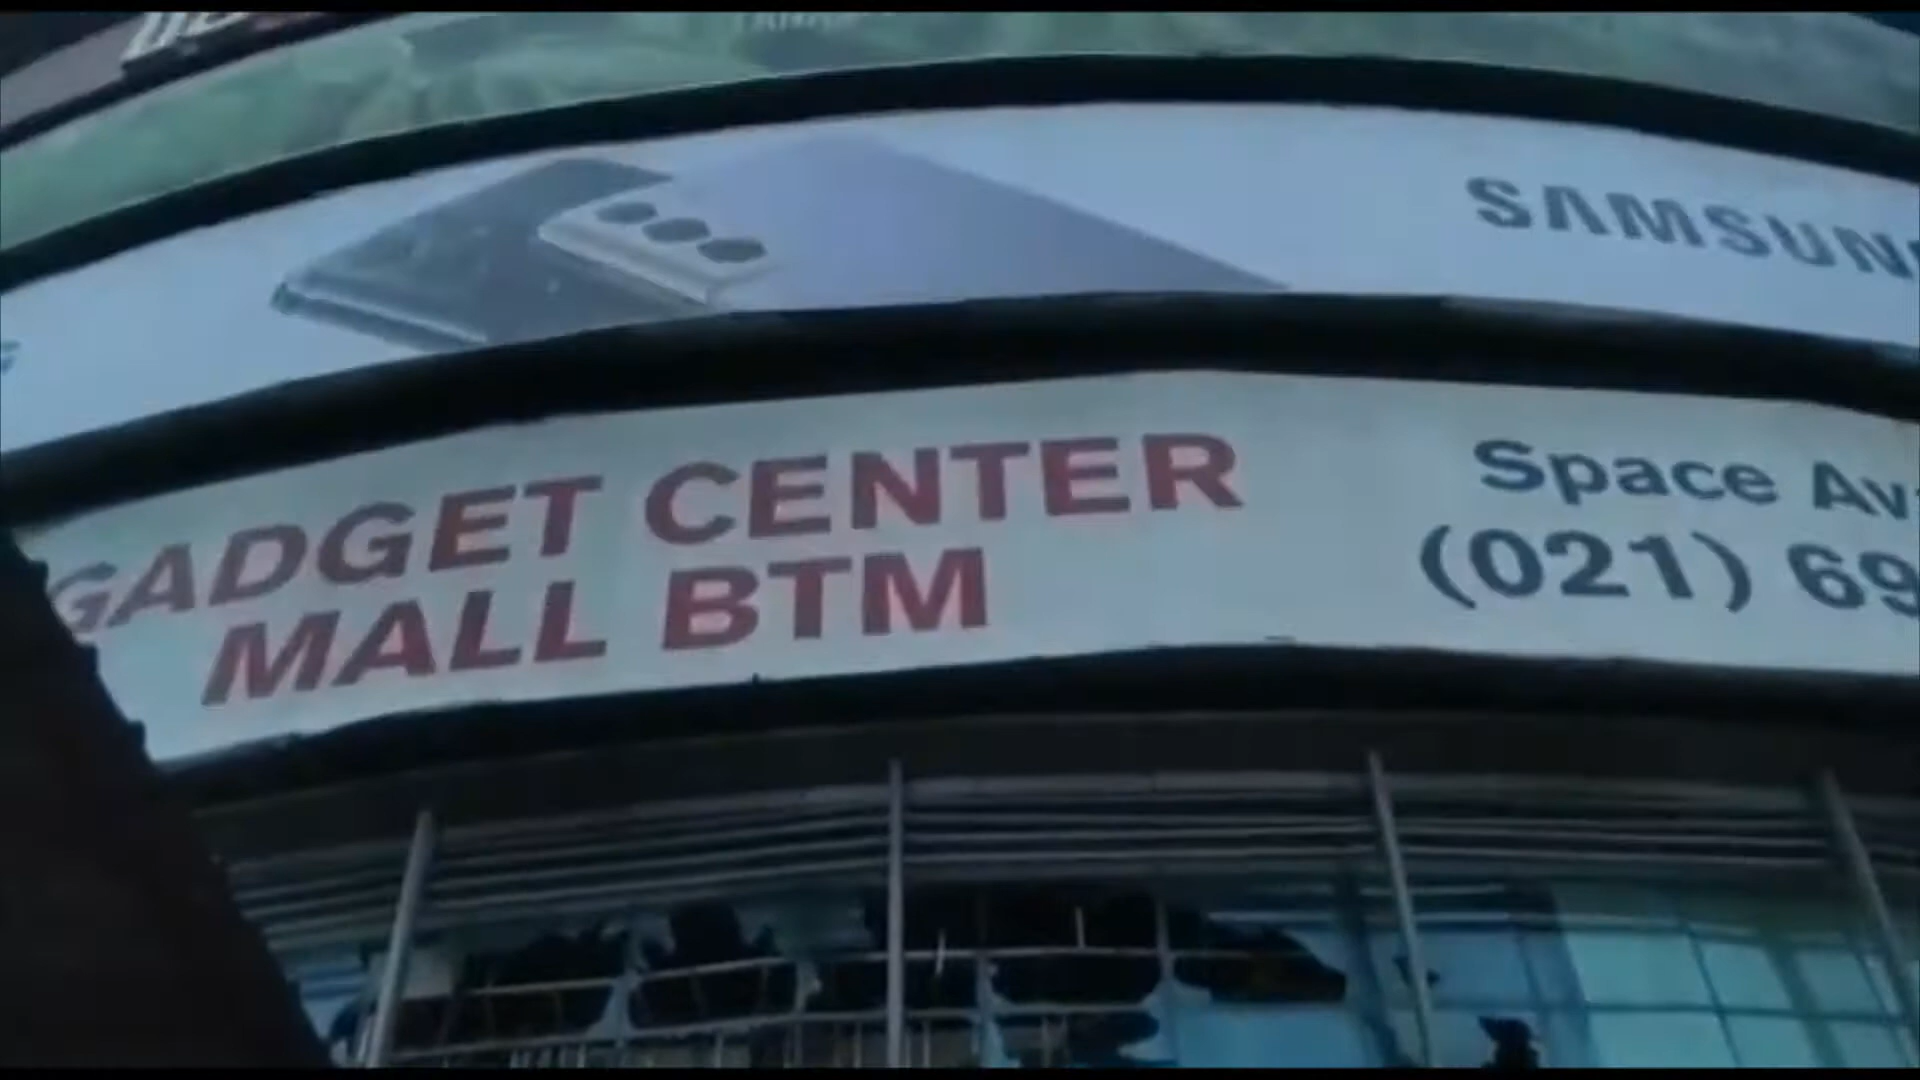 SAMSUN
GADGET CENTER
MALL BTM
Space Av
(021) 69